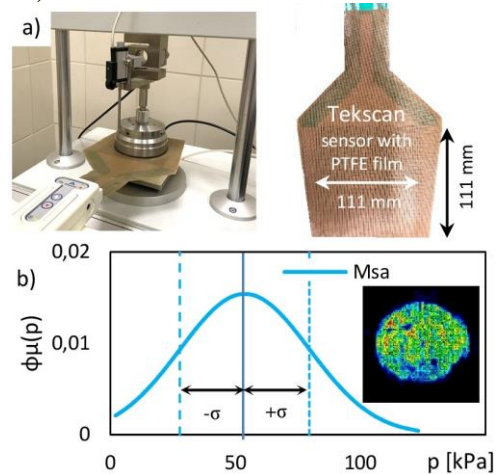 a)
Tekscan
sensor with
PTFE film
111 mm
111 mm
b)
φμ(p)
0,02
0,01
0
Msa
-σ
+σ
0
50
100
p [kPa]